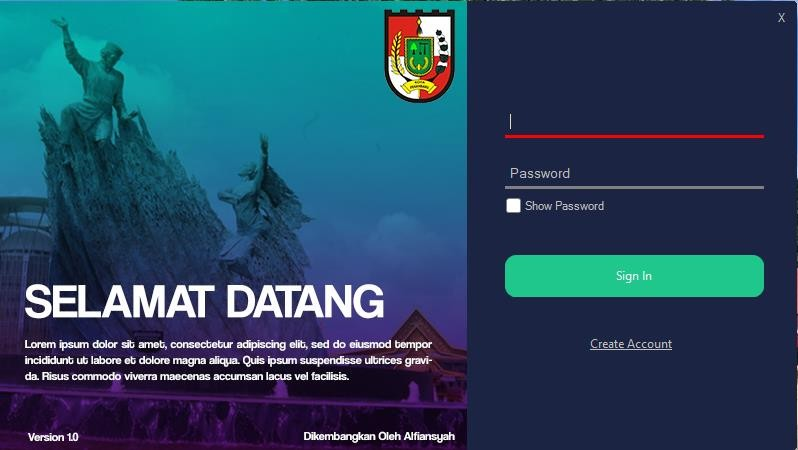 X
Password
Show Password
Sign In
Create Account
SELAMAT DATANG
Lorem ipsum dolor sit amet, consectetur adipiscing elit, sed do eiusmod tempor
incididunt ut labore et dolore magna aliqua. Quis ipsum suspendisse ultrices gravi-
da. Risus commodo viverra maecenas accumsan lacus vel facilisis.
Version 1.0
Dikembangkan Oleh Alfiansyah